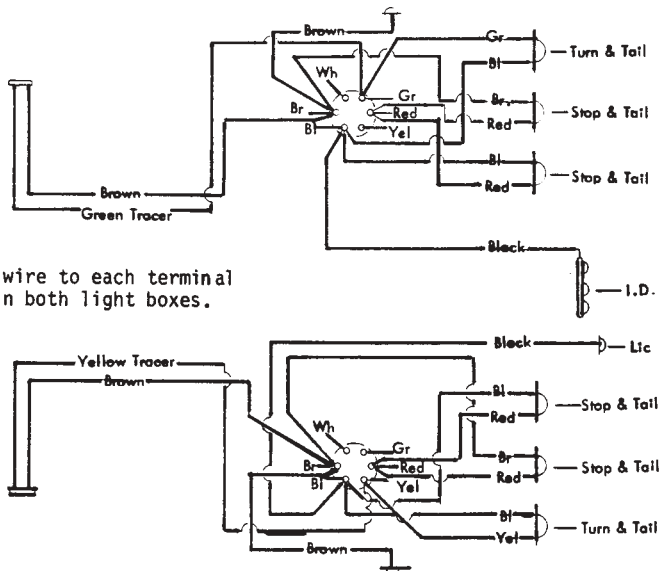 Brown
Gr
Turn & Tail
Bl
Wh
Gr
Br
Red
Bl
Yel
Br.
Stop & Tail
Red
Bl
Stop & Tail
Red
Brown
Green Tracer
Black
I.D.
wire to each terminal
n both light boxes.
Black
Lic
Yellow Tracer
Brown
Bl
Stop & Tail
Red
Wh
Gr
Br
Red
Bl
Yel
Br
Stop & Tail
Red
Bl
Turn & Tail
Yel
Brown